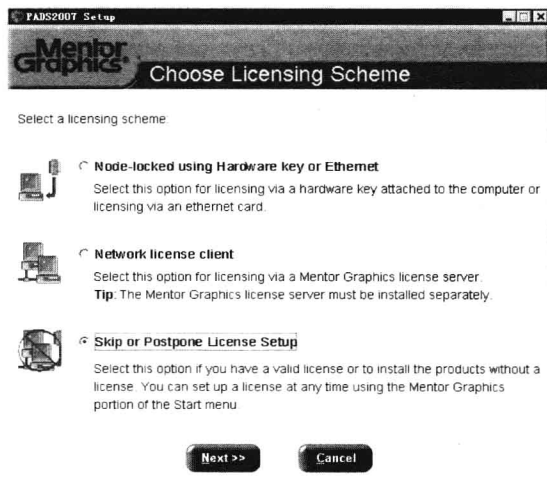 PADS2007 Setup
Mentor
Graphics®
Choose Licensing Scheme
Select a licensing scheme:
Node-locked using Hardware key or Ethernet
Select this option for licensing via a hardware key attached to the computer or
licensing via an ethernet card.
Network license client
Select this option for licensing via a Mentor Graphics license server.
Tip: The Mentor Graphics license server must be installed separately.
Skip or Postpone License Setup
Select this option if you have a valid license or to install the products without a
license. You can set up a license at any time using the Mentor Graphics
portion of the Start menu.
Next >>
Cancel